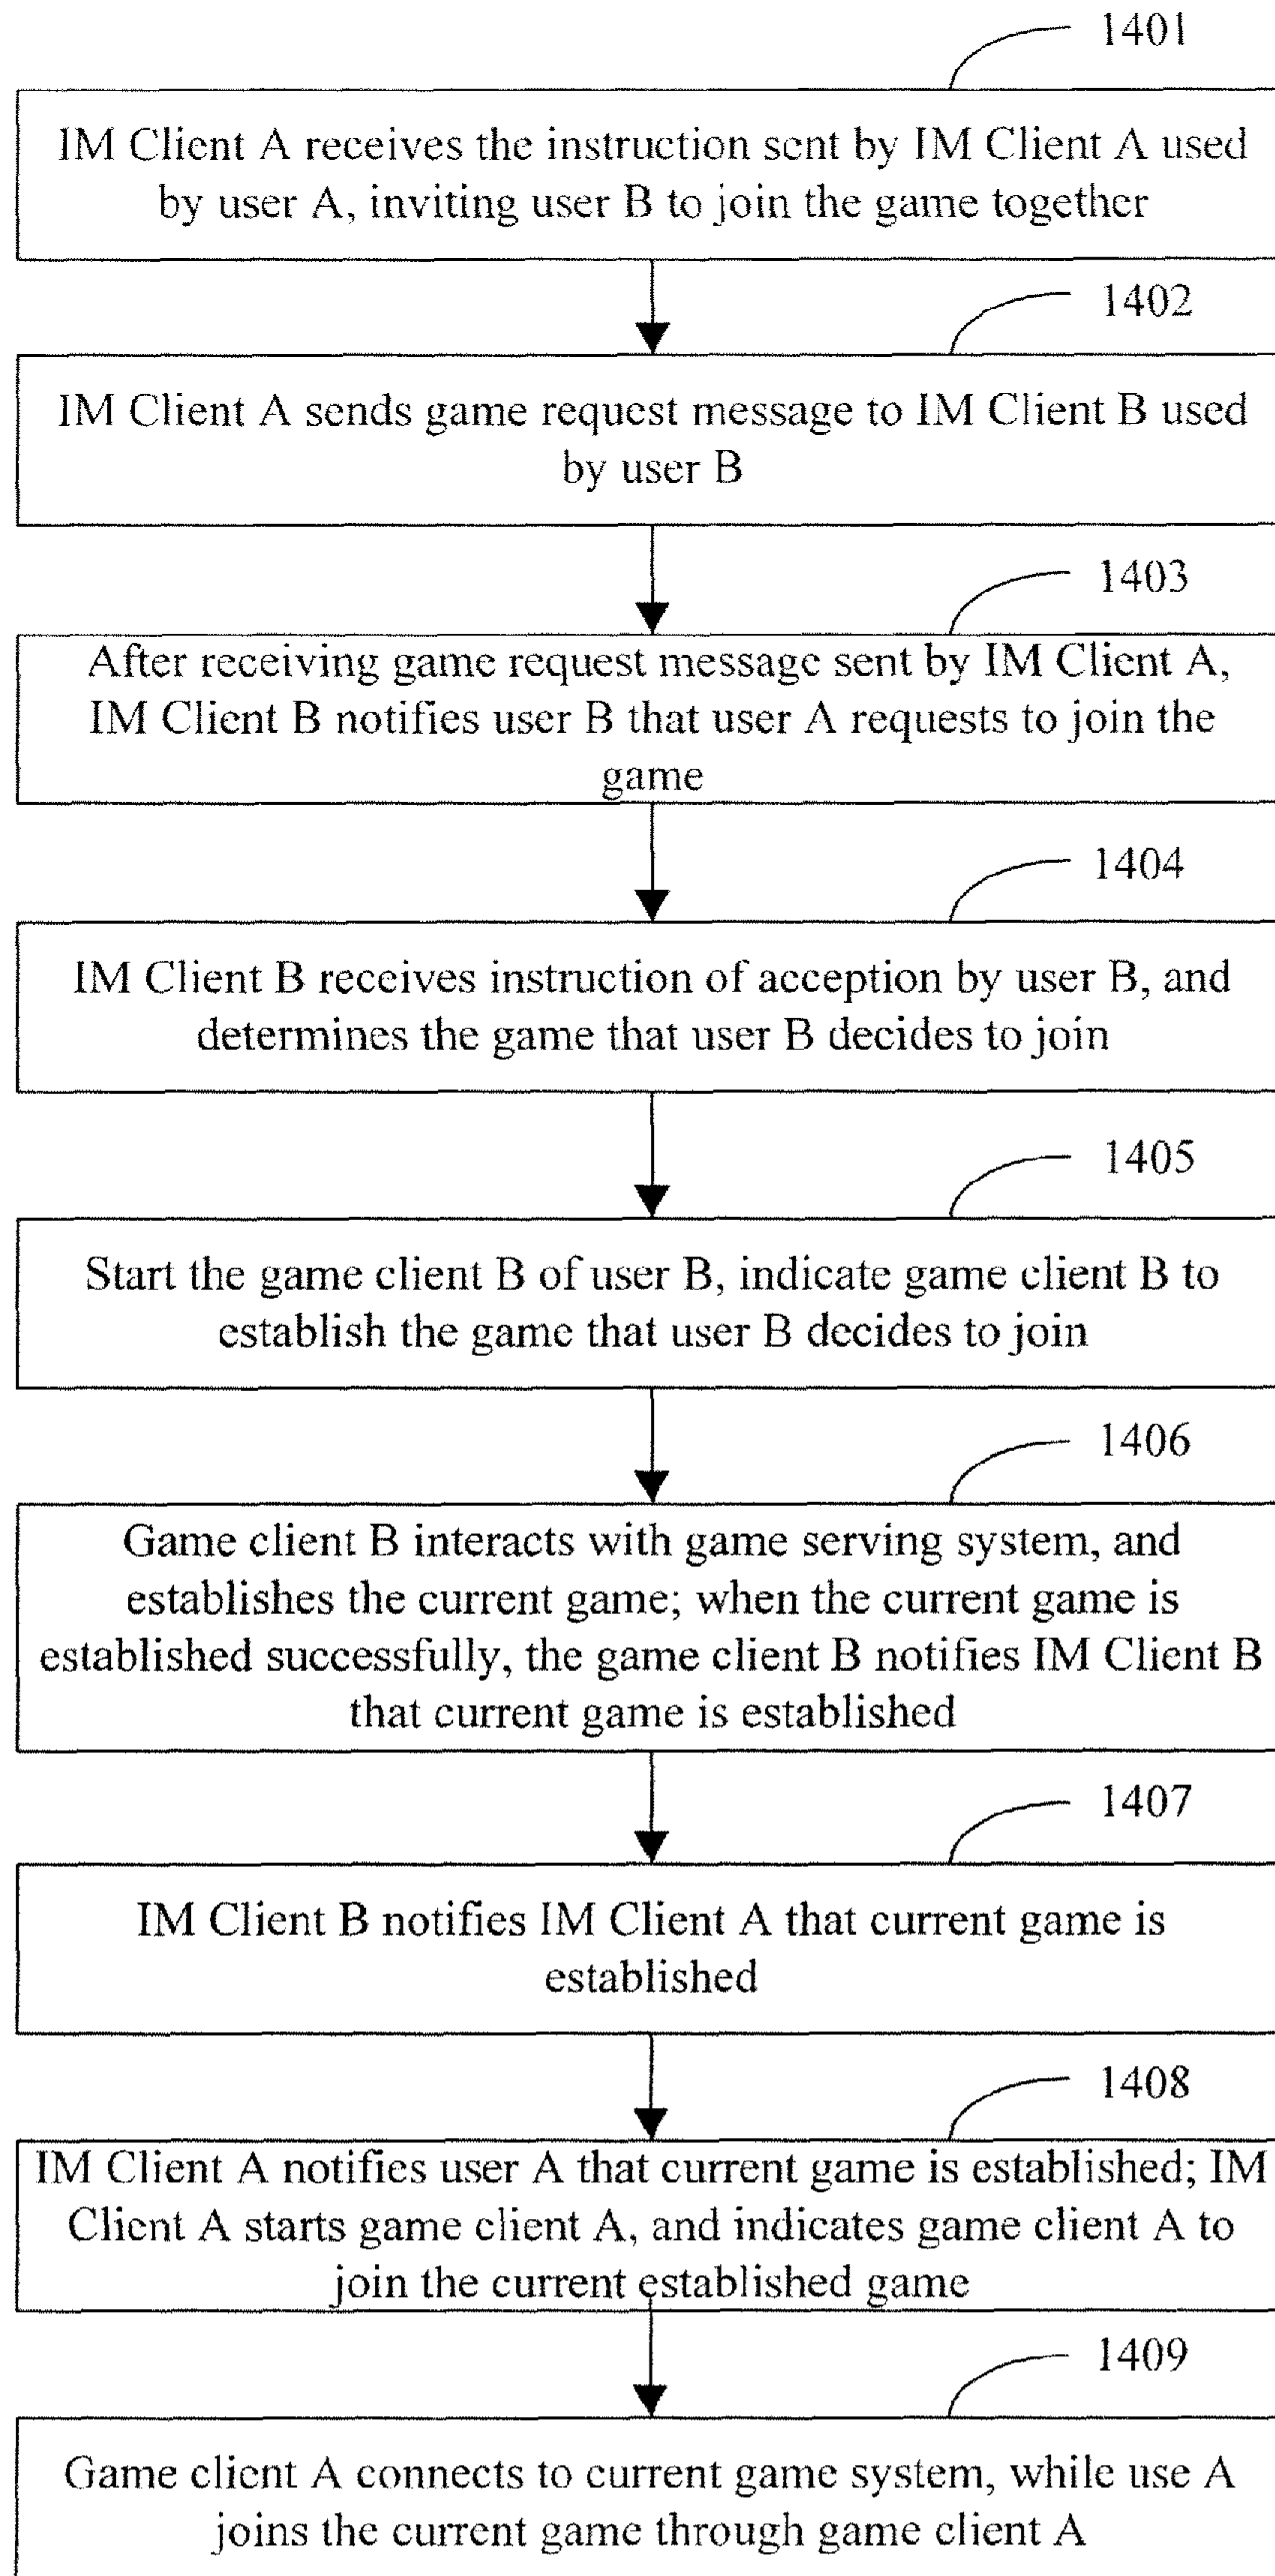 1401
IM Client A receives the instruction sent by IM Client A used
by user A, inviting user B to join the game together
1402
IM Client A sends game request message to IM Client B used
by user B
1403
After receiving game request message sent by IM Client A,
IM Client B notifies user B that user A requests to join the
game
1404
IM Client B receives instruction of acception by user B, and
determines the game that user B decides to join
1405
Start the game client B of user B, indicate game client B to
establish the game that user B decides to join
1406
Game client B interacts with game serving system, and
establishes the current game; when the current game is
established successfully, the game client B notifies IM Client B
that current game is established
1407
IM Client B notifies IM Client A that current game is
established
1408
IM Client A notifies user A that current game is established; IM
Client A starts game client A, and indicates game client A to
join the current established game
1409
Game client A connects to current game system, while use A
joins the current game through game client A